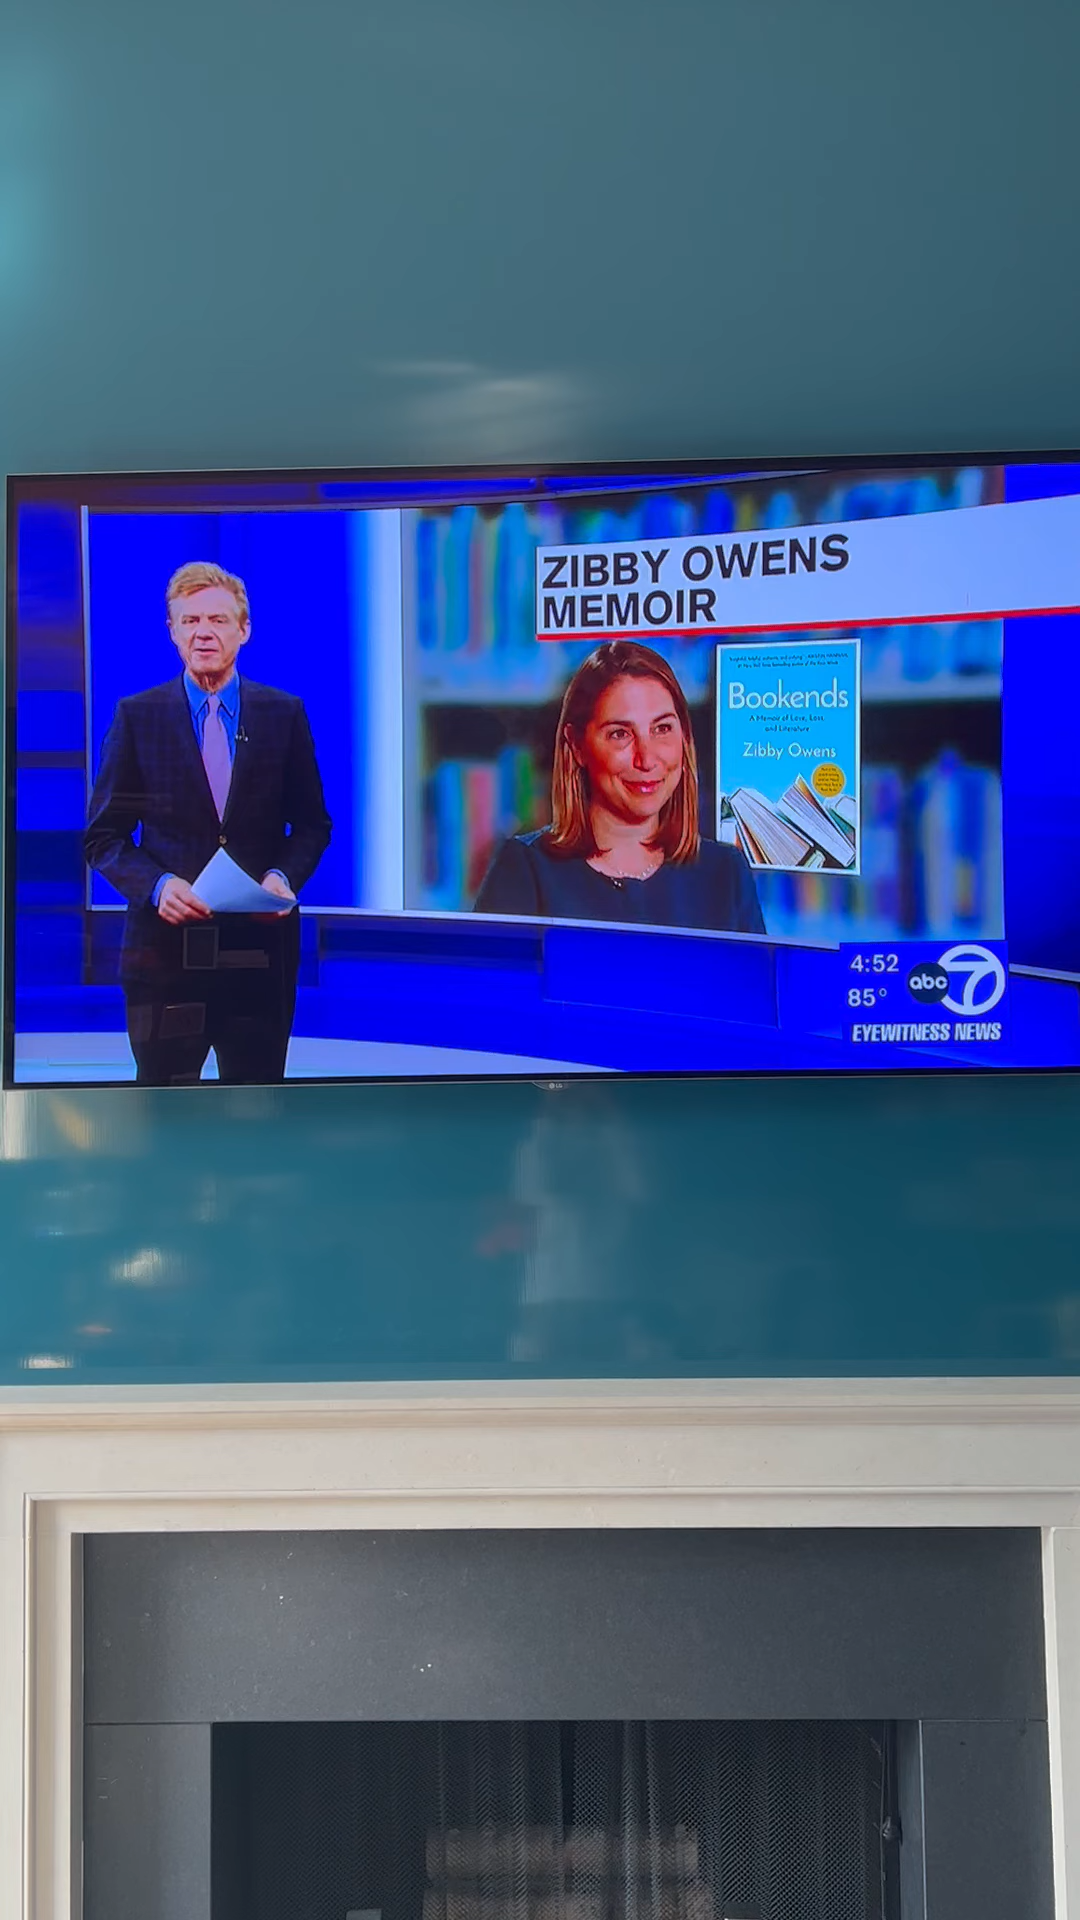 ZIBBY OWENS
MEMOIR
Bookends
A Memoir of Love, Loss,
and Literature
Zibby Owens
4:52
85°
abc 7
EYEWITNESS NEWS
LG